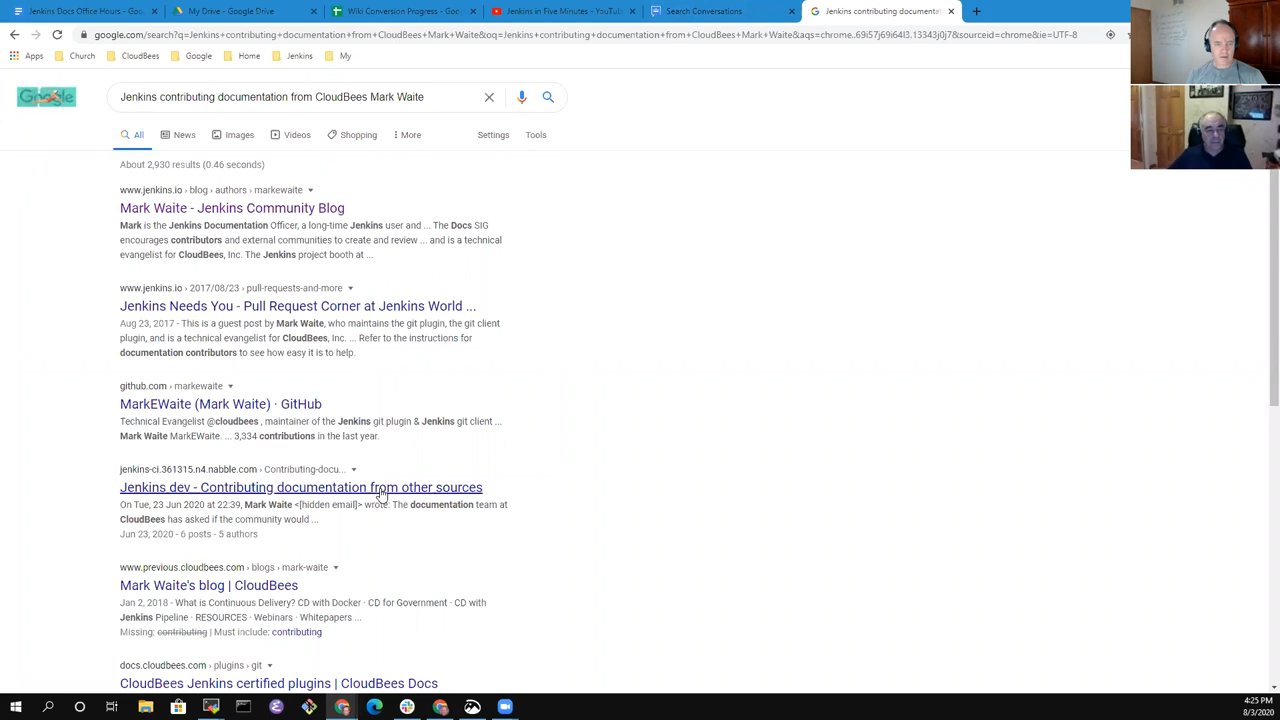 Jenkins Docs Office Hours - Goo
My Drive - Google Drive
Wiki Conversion Progress - Goog
Jenkins in Five Minutes - YouTub
Search Conversations
Jenkins contributing documentat
google.com/search?q=Jenkins+contributing+documentation+from+CloudBees+Mark+Waite&oq=Jenkins+contributing+documentation+from+CloudBees+Mark+Waite&aqs=chrome..69i57j69i64l3.13343j0j7&sourceid=chrome&ie=UTF-8
Apps Church CloudBees Google Home Jenkins My
Google Jenkins contributing documentation from CloudBees Mark Waite
All News Images Videos Shopping More Settings Tools
About 2,930 results (0.46 seconds)
www.jenkins.io › blog › authors › markewaite
Mark Waite - Jenkins Community Blog
Mark is the Jenkins Documentation Officer, a long-time Jenkins user and ... The Docs SIG
encourages contributors and external communities to create and review ... and is a technical
evangelist for CloudBees, Inc. The Jenkins project booth at ...
www.jenkins.io › 2017/08/23 › pull-requests-and-more
Jenkins Needs You - Pull Request Corner at Jenkins World ...
Aug 23, 2017 - This is a guest post by Mark Waite, who maintains the git plugin, the git client
plugin, and is a technical evangelist for CloudBees, Inc. ... Refer to the instructions for
documentation contributors to see how easy it is to help.
github.com › markewaite
MarkEWaite (Mark Waite) · GitHub
Technical Evangelist @cloudbees , maintainer of the Jenkins git plugin & Jenkins git client ...
Mark Waite MarkEWaite. ... 3,334 contributions in the last year.
jenkins-ci.361315.n4.nabble.com › Contributing-docu...
Jenkins dev - Contributing documentation from other sources
On Tue, 23 Jun 2020 at 22:39, Mark Waite <[hidden email]> wrote: The documentation team at
CloudBees has asked if the community would ...
Jun 23, 2020 - 6 posts - 5 authors
www.previous.cloudbees.com › blogs › mark-waite
Mark Waite's blog | CloudBees
Jan 2, 2018 - What is Continuous Delivery? CD with Docker · CD for Government · CD with
Jenkins Pipeline · RESOURCES · Webinars · Whitepapers ...
Missing: contributing | Must include: contributing
docs.cloudbees.com › plugins › git
CloudBees Jenkins certified plugins | CloudBees Docs
4:25 PM
8/3/2020